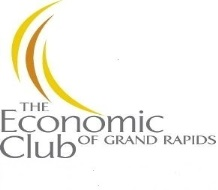 THE
Economic
Club OF GRAND RAPIDS